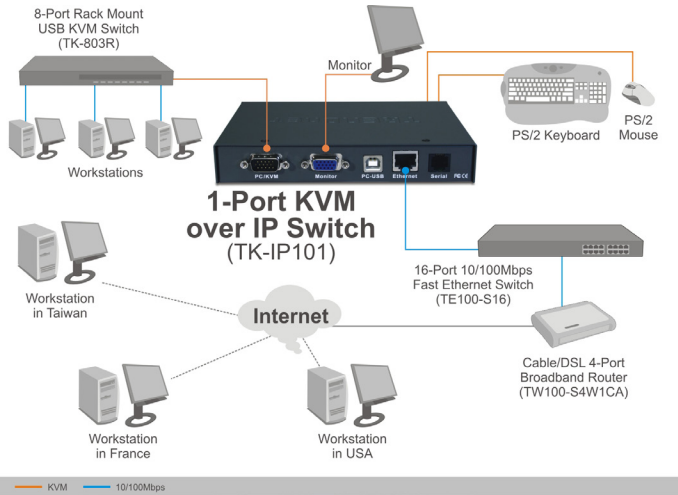 8-Port Rack Mount
USB KVM Switch
(TK-803R)
Monitor
PS/2 Keyboard
PS/2
Mouse
Workstations
PC/KVM
Monitor
PC-USB
Ethernet
Serial
1-Port KVM
over IP Switch
(TK-IP101)
16-Port 10/100Mbps
Fast Ethernet Switch
(TE100-S16)
Workstation
in Taiwan
Internet
Cable/DSL 4-Port
Broadband Router
(TW100-S4W1CA)
Workstation
in France
Workstation
in USA
KVM
10/100Mbps